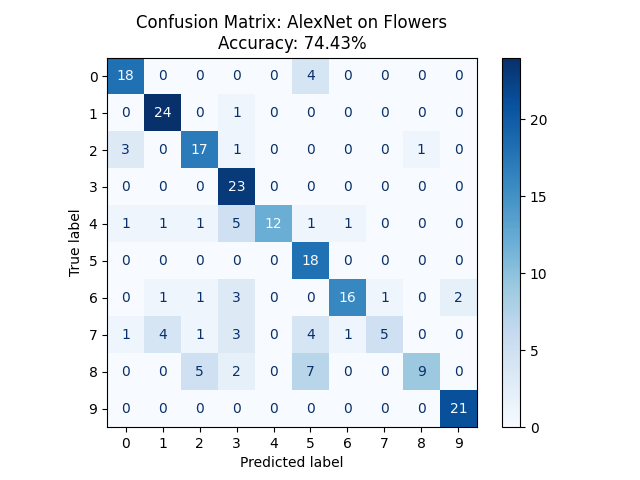 Confusion Matrix: AlexNet on Flowers
Accuracy: 74.43%
0 18 0 0 0 0 4 0 0 0 0
1 0 24 0 1 0 0 0 0 0 0
2 3 0 17 1 0 0 0 0 1 0
3 0 0 0 23 0 0 0 0 0 0
4 1 1 1 5 12 1 1 0 0 0
5 0 0 0 0 0 18 0 0 0 0
6 0 1 1 3 0 0 16 1 0 2
7 1 4 1 3 0 4 1 5 0 0
8 0 0 5 2 0 7 0 0 9 0
9 0 0 0 0 0 0 0 0 0 21
0 1 2 3 4 5 6 7 8 9
Predicted label
True label
20
15
10
5
0